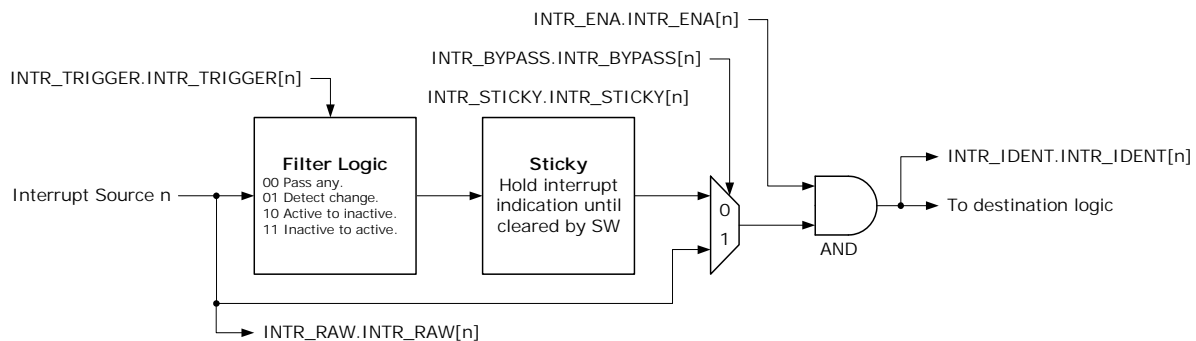 INTR_ENA.INTR_ENA[n]
INTR_BYPASS.INTR_BYPASS[n]
INTR_TRIGGER.INTR_TRIGGER[n]
INTR_STICKY.INTR_STICKY[n]
Interrupt Source n
Filter Logic
00 Pass any.
01 Detect change.
10 Active to inactive.
11 Inactive to active.
Sticky
Hold interrupt
indication until
cleared by SW
0
1
AND
INTR_IDENT.INTR_IDENT[n]
To destination logic
INTR_RAW.INTR_RAW[n]